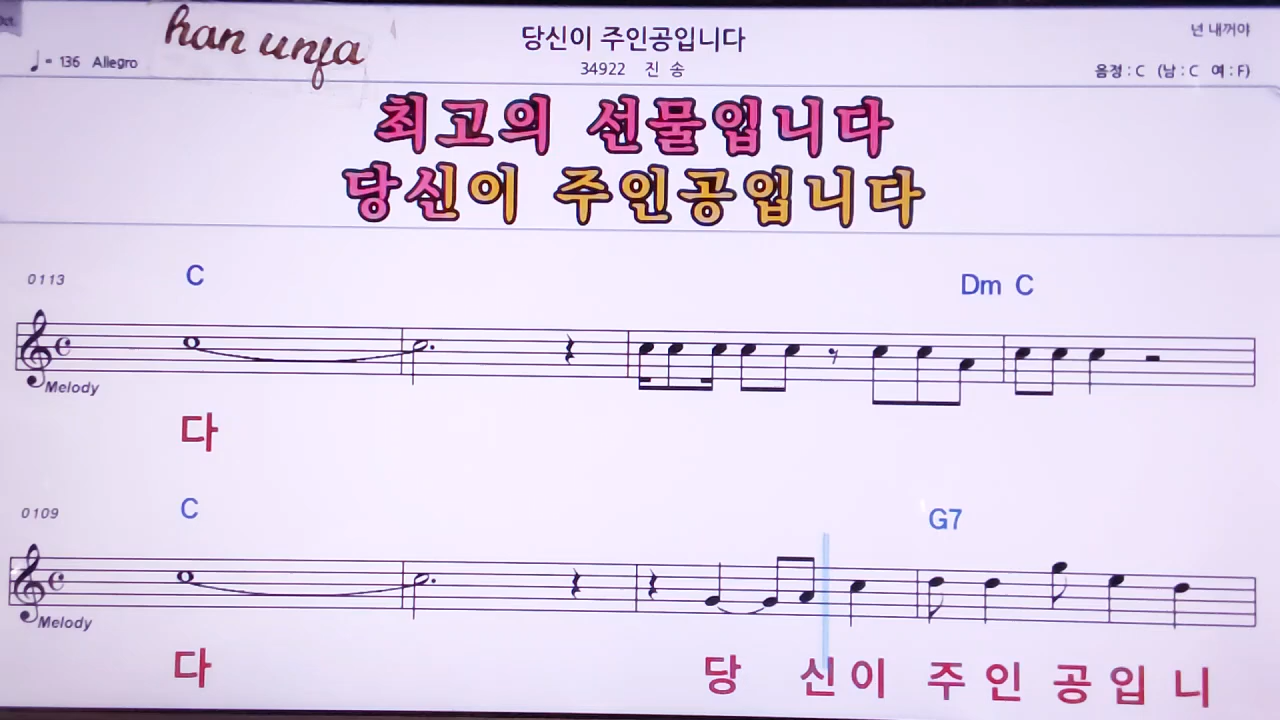 han unja
당신이 주인공입니다
넌 내꺼야
♩= 136 Allegro
34922 진 송
음정 : C (남 : C 여 : F)
최고의 선물입니다
당신이 주인공입니다
0113
C
Dm C
Melody
다
0109
C
G7
Melody
다 당 신이 주 인 공입 니